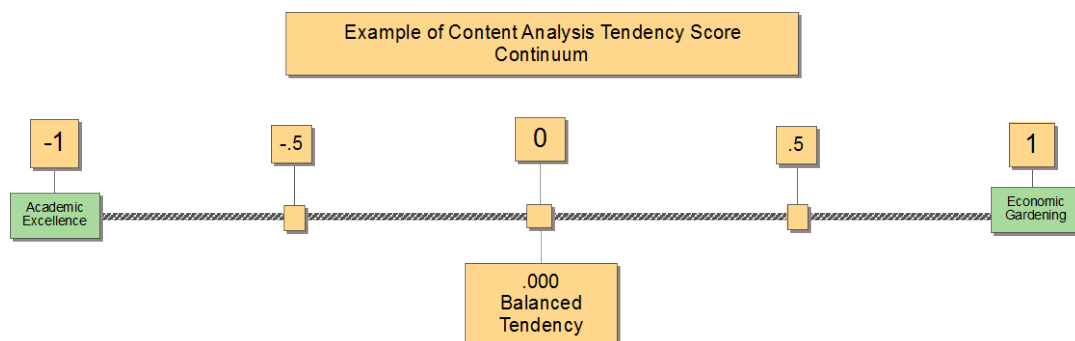 Example of Content Analysis Tendency Score
Continuum
-1
-.5
0
.5
1
Academic
Excellence
Economic
Gardening
.000
Balanced
Tendency